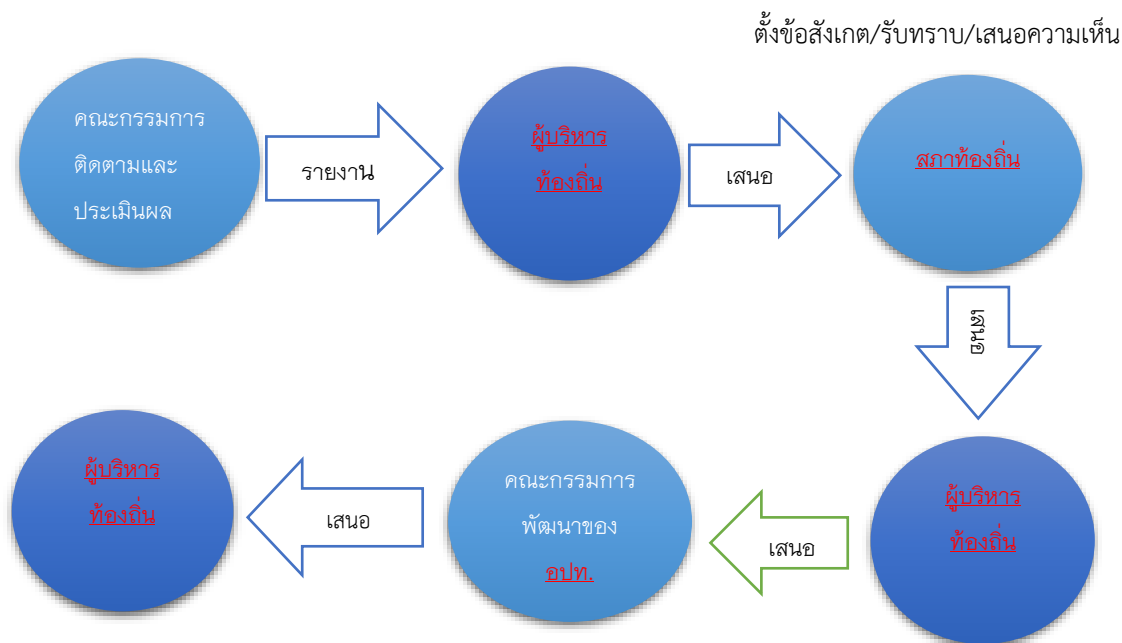 ตั้งข้อสังเกต/รับทราบ/เสนอความเห็น
คณะกรรมการ
ติดตามและ
ประเมินผล
รายงาน
ผู้บริหาร
ท้องถิ่น
เสนอ
สภาท้องถิ่น
เสนอ
ผู้บริหาร
ท้องถิ่น
เสนอ
คณะกรรมการ
พัฒนาของ
อปท.
เสนอ
ผู้บริหาร
ท้องถิ่น